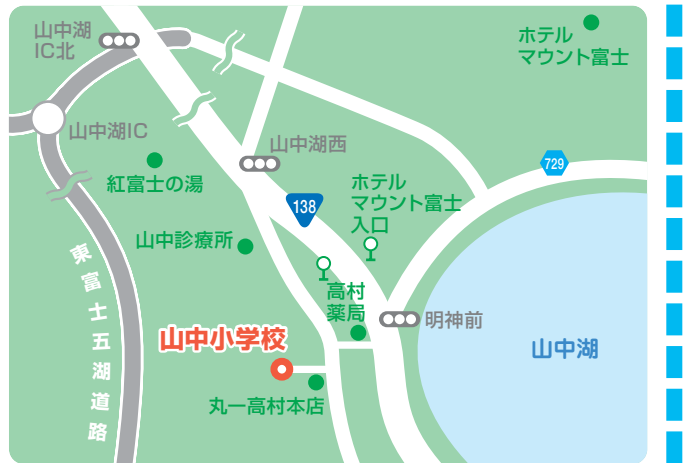 山中湖
IC北
ホテル
マウント富士
山中湖IC
山中湖西
729
紅富士の湯
ホテル
マウント富士
入口
138
山中診療所
東富士五湖道路
高村
薬局
明神前
山中小学校
山中湖
丸一高村本店